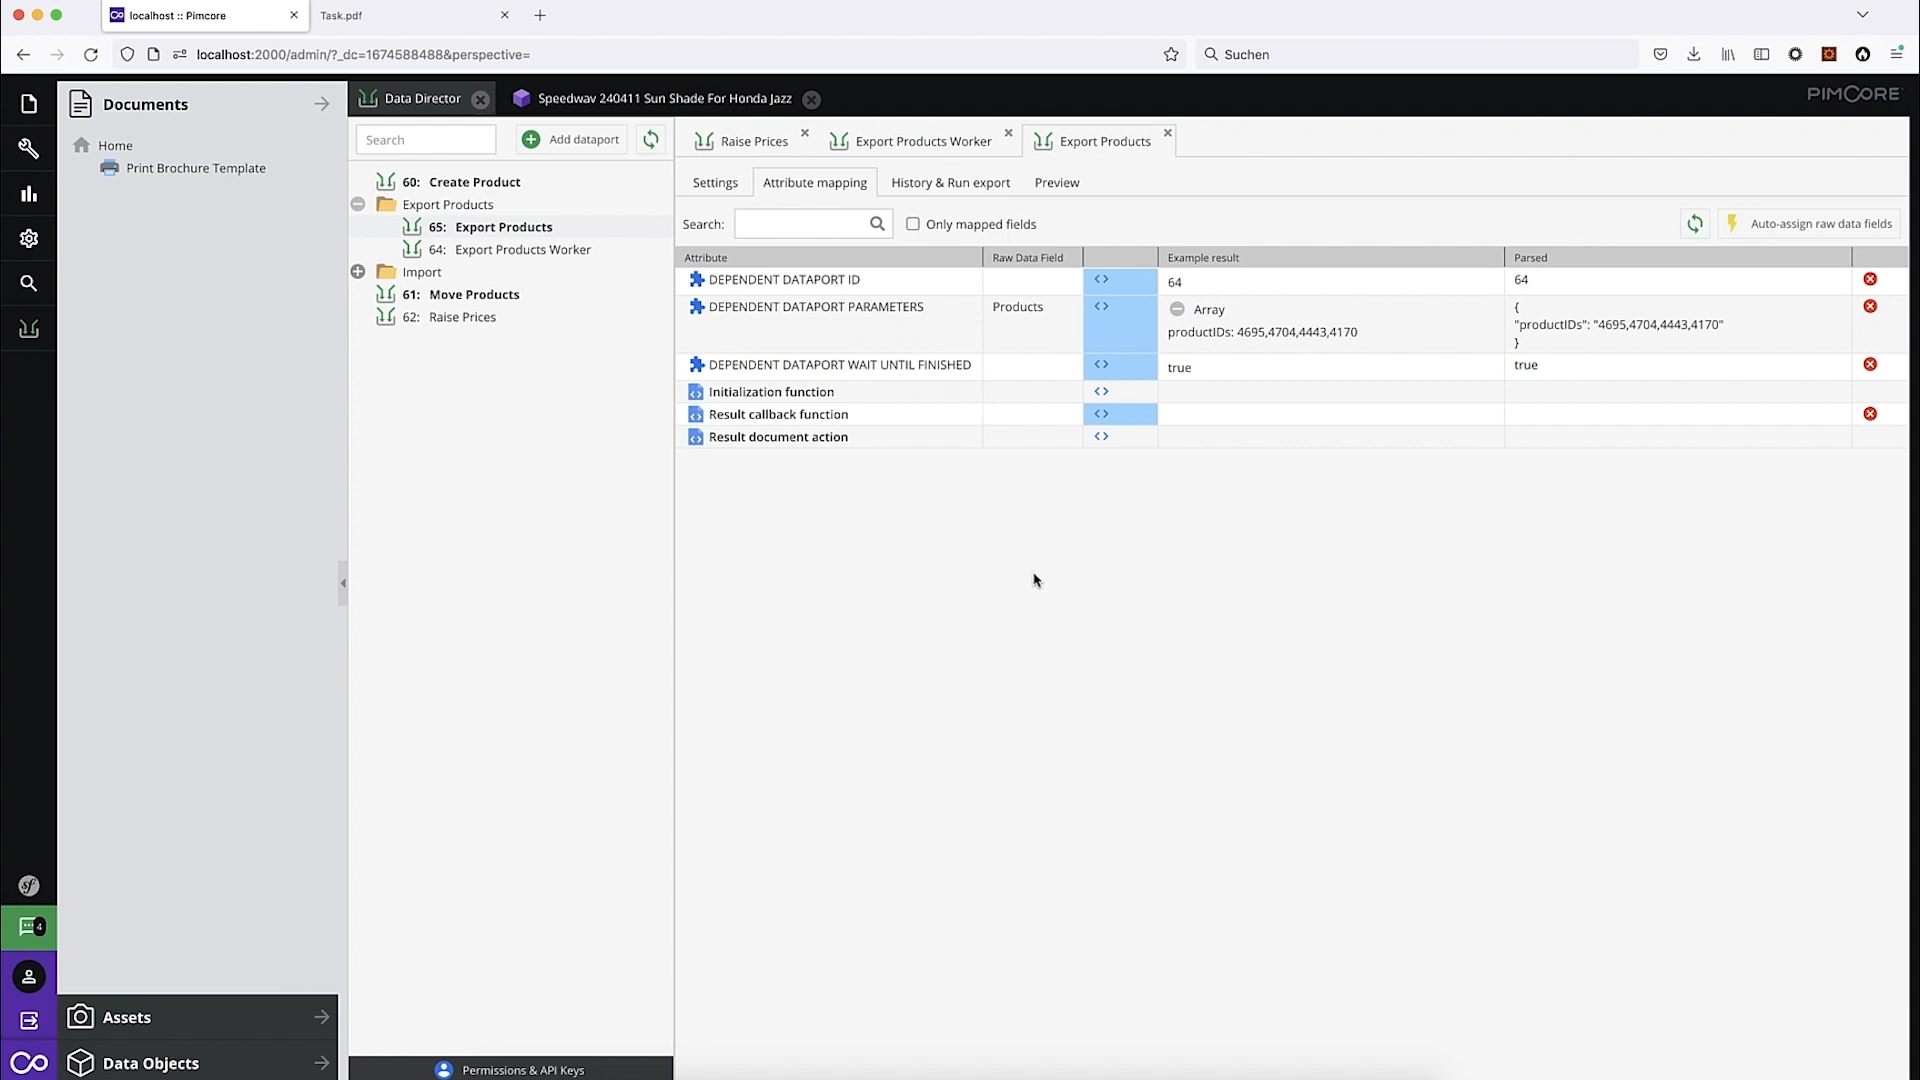 localhost :: Pimcore
Task.pdf
localhost:2000/admin/?_dc=1674588488&perspective=
Suchen
Documents
Home
Print Brochure Template
Data Director
Speedwav 240411 Sun Shade For Honda Jazz
PIMCORE
Search
Add dataport
60: Create Product
Export Products
65: Export Products
64: Export Products Worker
Import
61: Move Products
62: Raise Prices
Raise Prices
Export Products Worker
Export Products
Settings
Attribute mapping
History & Run export
Preview
Search:
Only mapped fields
Auto-assign raw data fields
Attribute
Raw Data Field
Example result
Parsed
DEPENDENT DATAPORT ID
64
64
DEPENDENT DATAPORT PARAMETERS
Products
Array
productIDs: 4695,4704,4443,4170
{
"productIDs": "4695,4704,4443,4170"
}
DEPENDENT DATAPORT WAIT UNTIL FINISHED
true
true
Initialization function
Result callback function
Result document action
sf
4
Assets
Data Objects
Permissions & API Keys